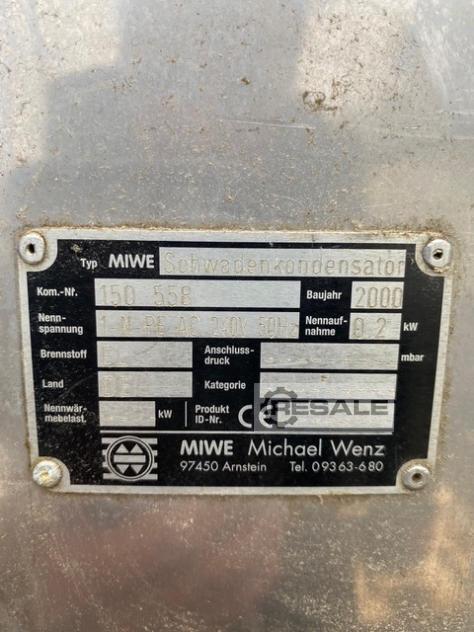 Typ MIWE Schwadenkondensator
Kom.-Nr. 150 558 Baujahr 2000
Nenn-spannung 1-N-PE AC 230V 50Hz Nennauf-nahme 0.2 kW
Brennstoff Anschluss-druck mbar
Land Kategorie
Nennwär-mebelast. kW Produkt ID-Nr. CE RESALE
MIWE Michael Wenz
97450 Arnstein Tel. 09363-680